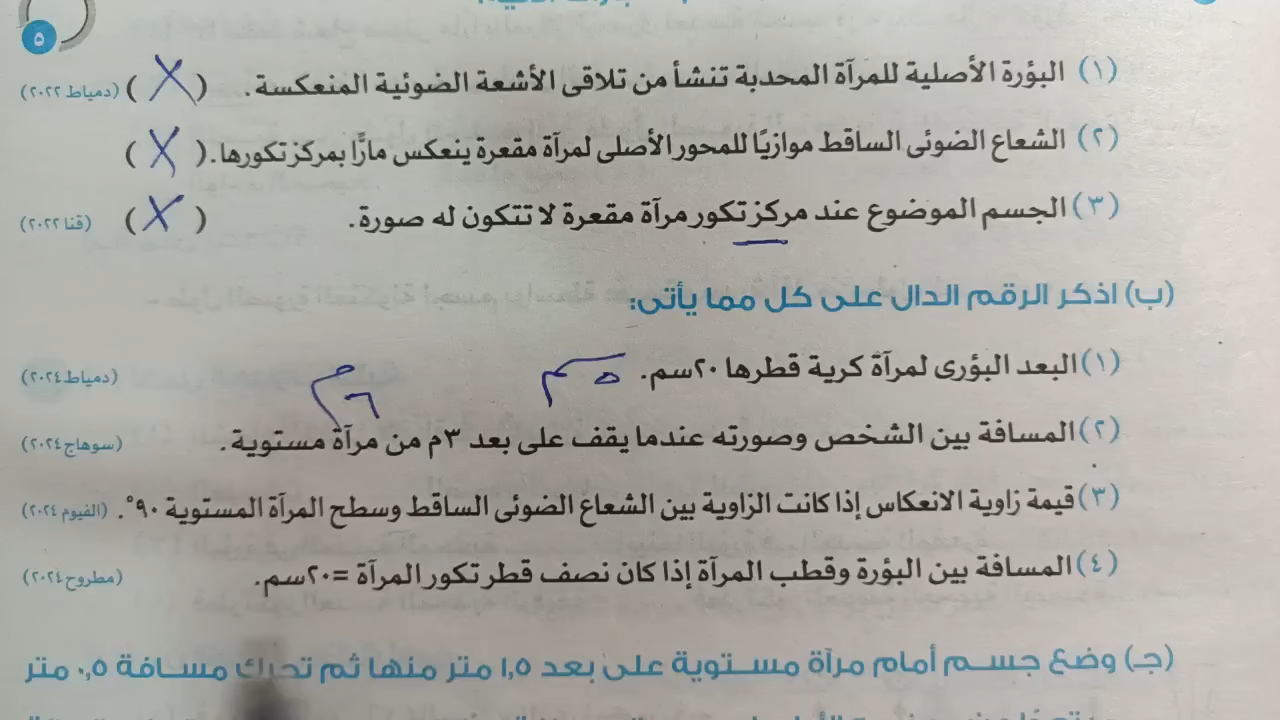 ٥
(١) البؤرة الأصلية للمرآة المحدبة تنشأ من تلاقى الأشعة الضوئية المنعكسة. (X) (دمياط ٢٠٢٢)
(٢) الشعاع الضوئى الساقط موازيًا للمحور الأصلى لمرآة مقعرة ينعكس مارًا بمركز تكورها. (X)
(٣) الجسم الموضوع عند مركز تكور مرآة مقعرة لا تتكون له صورة. (X) (قنا ٢٠٢٢)
(ب) اذكر الرقم الدال على كل مما يأتى:
(١) البعد البؤرى لمرآة كرية قطرها ٢٠سم. ٥ سم (دمياط ٢٠٢٤)
٦م
(٢) المسافة بين الشخص وصورته عندما يقف على بعد ٣م من مرآة مستوية. (سوهاج ٢٠٢٤)
(٣) قيمة زاوية الانعكاس إذا كانت الزاوية بين الشعاع الضوئى الساقط وسطح المرآة المستوية ٩٠°. (الفيوم ٢٠٢٤)
(٤) المسافة بين البؤرة وقطب المرآة إذا كان نصف قطر تكور المرآة =٢٠سم. (مطروح ٢٠٢٤)
(جـ) وضع جسم أمام مرآة مستوية على بعد ١,٥ متر منها ثم تحرك مسافة ٠,٥ متر